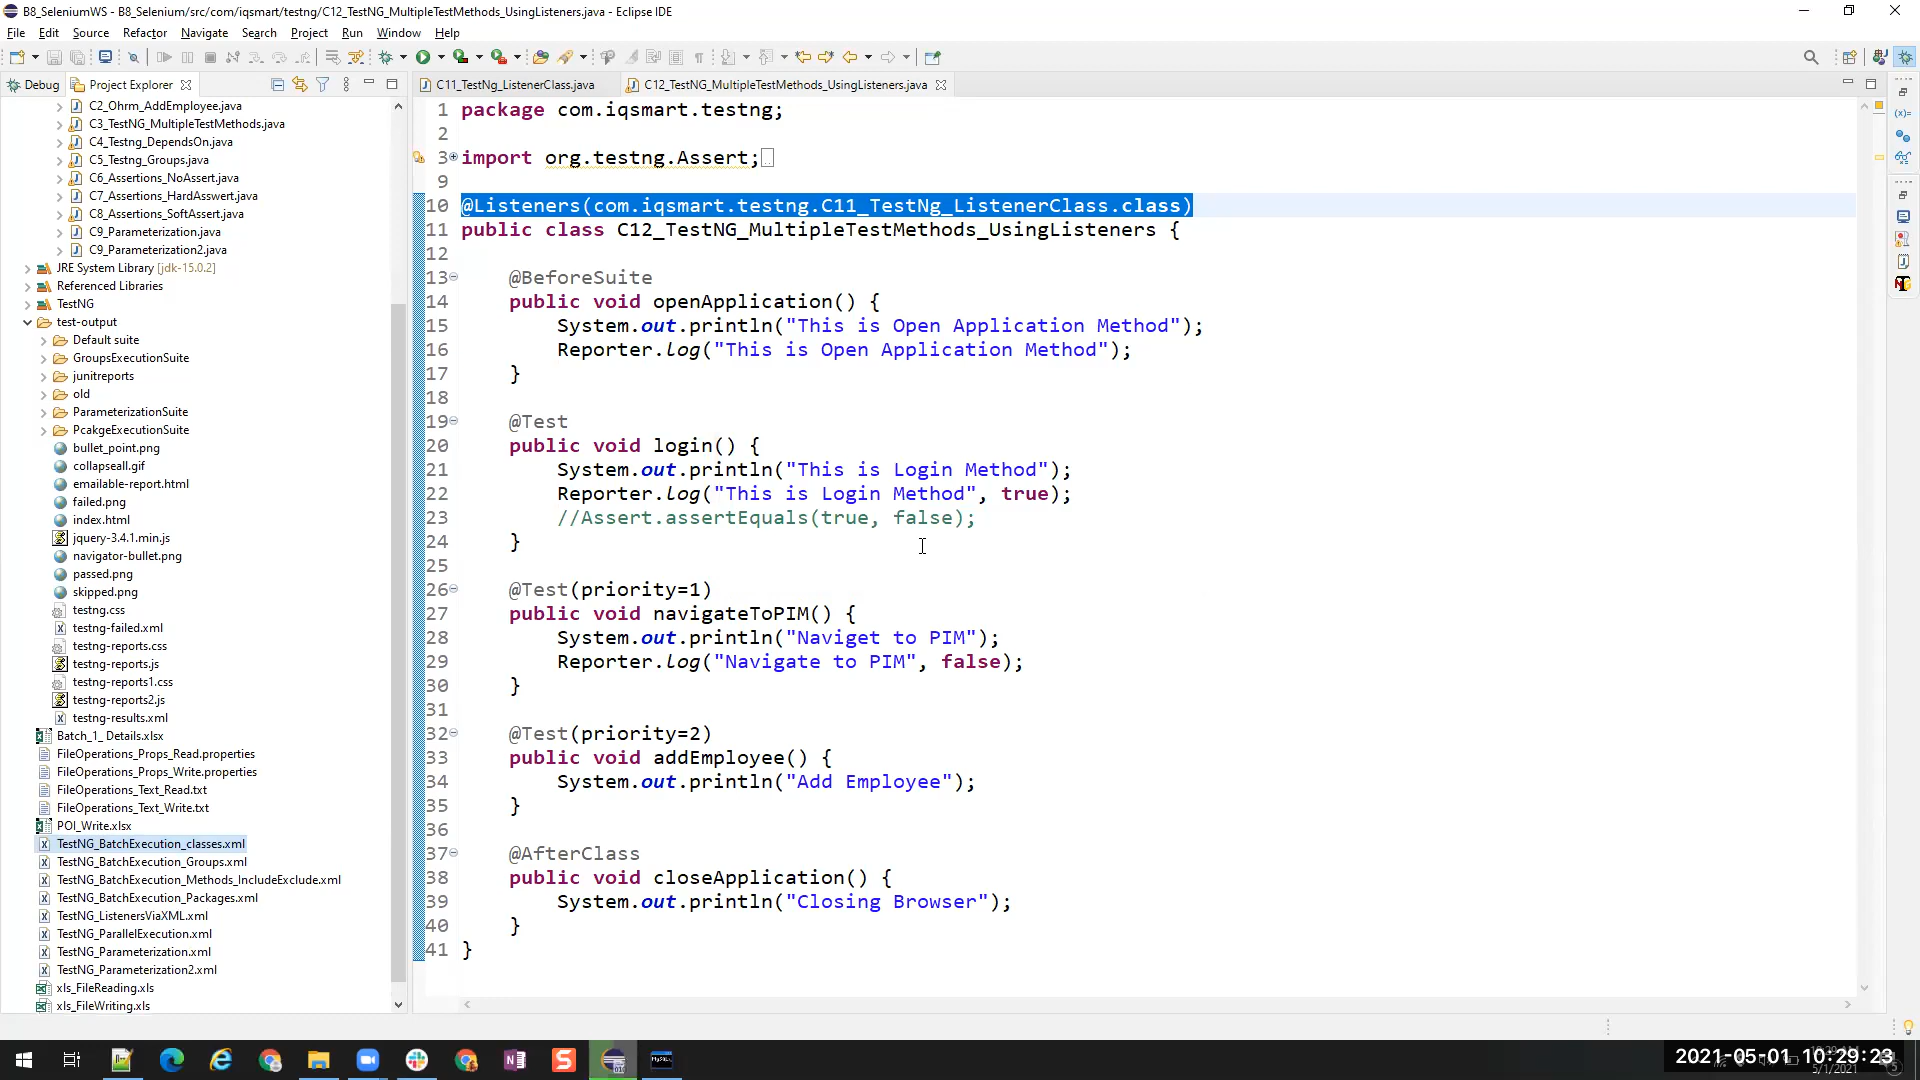 B8_SeleniumWS - B8_Selenium/src/com/iqsmart/testng/C12_TestNG_MultipleTestMethods_UsingListeners.java - Eclipse IDE
File Edit Source Refactor Navigate Search Project Run Window Help
Debug Project Explorer
C11_TestNg_ListenerClass.java C12_TestNG_MultipleTestMethods_UsingListeners.java
C2_Ohrm_AddEmployee.java
C3_TestNG_MultipleTestMethods.java
C4_Testng_DependsOn.java
C5_Testng_Groups.java
C6_Assertions_NoAssert.java
C7_Assertions_HardAsswert.java
C8_Assertions_SoftAssert.java
C9_Parameterization.java
C9_Parameterization2.java
JRE System Library [jdk-15.0.2]
Referenced Libraries
TestNG
test-output
Default suite
GroupsExecutionSuite
junitreports
old
ParameterizationSuite
PcakgeExecutionSuite
bullet_point.png
collapseall.gif
emailable-report.html
failed.png
index.html
jquery-3.4.1.min.js
navigator-bullet.png
passed.png
skipped.png
testng.css
testng-failed.xml
testng-reports.css
testng-reports.js
testng-reports1.css
testng-reports2.js
testng-results.xml
Batch_1_ Details.xlsx
FileOperations_Props_Read.properties
FileOperations_Props_Write.properties
FileOperations_Text_Read.txt
FileOperations_Text_Write.txt
POI_Write.xlsx
TestNG_BatchExecution_classes.xml
TestNG_BatchExecution_Groups.xml
TestNG_BatchExecution_Methods_IncludeExclude.xml
TestNG_BatchExecution_Packages.xml
TestNG_ListenersViaXML.xml
TestNG_ParallelExecution.xml
TestNG_Parameterization.xml
TestNG_Parameterization2.xml
xls_FileReading.xls
xls_FileWriting.xls
1 package com.iqsmart.testng;
2
3 import org.testng.Assert;
9
10 @Listeners(com.iqsmart.testng.C11_TestNg_ListenerClass.class)
11 public class C12_TestNG_MultipleTestMethods_UsingListeners {
12
13 @BeforeSuite
14 public void openApplication() {
15 System.out.println("This is Open Application Method");
16 Reporter.log("This is Open Application Method");
17 }
18
19 @Test
20 public void login() {
21 System.out.println("This is Login Method");
22 Reporter.log("This is Login Method", true);
23 //Assert.assertEquals(true, false);
24 }
25
26 @Test(priority=1)
27 public void navigateToPIM() {
28 System.out.println("Naviget to PIM");
29 Reporter.log("Navigate to PIM", false);
30 }
31
32 @Test(priority=2)
33 public void addEmployee() {
34 System.out.println("Add Employee");
35 }
36
37 @AfterClass
38 public void closeApplication() {
39 System.out.println("Closing Browser");
40 }
41 }
2021-05-01 10:29:23
5/1/2021